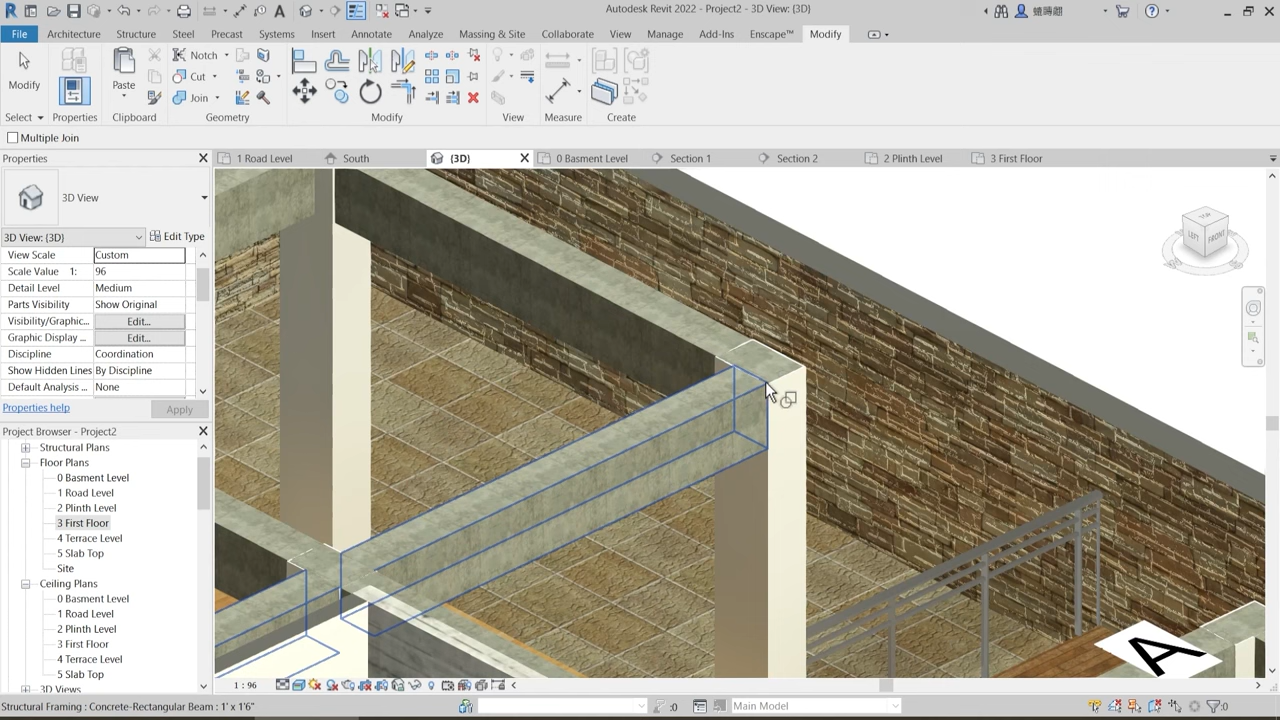 Autodesk Revit 2022 - Project2 - 3D View: {3D}
File Architecture Structure Steel Precast Systems Insert Annotate Analyze Massing & Site Collaborate View Manage Add-Ins Enscape™ Modify
Modify Paste Notch Cut Join
Select Properties Clipboard Geometry Modify View Measure Create
Multiple Join
Properties
1 Road Level South {3D} 0 Basment Level Section 1 Section 2 2 Plinth Level 3 First Floor
3D View
3D View: {3D} Edit Type
View Scale Custom
Scale Value 1: 96
Detail Level Medium
Parts Visibility Show Original
Visibility/Graphic... Edit...
Graphic Display ... Edit...
Discipline Coordination
Show Hidden Lines By Discipline
Default Analysis ... None
Properties help Apply
Project Browser - Project2
Structural Plans
Floor Plans
0 Basment Level
1 Road Level
2 Plinth Level
3 First Floor
4 Terrace Level
5 Slab Top
Site
Ceiling Plans
0 Basment Level
1 Road Level
2 Plinth Level
3 First Floor
4 Terrace Level
5 Slab Top
3D Views
TOP
LEFT FRONT
A
1 : 96
Structural Framing : Concrete-Rectangular Beam : 1' x 1'6"
:0 Main Model :0